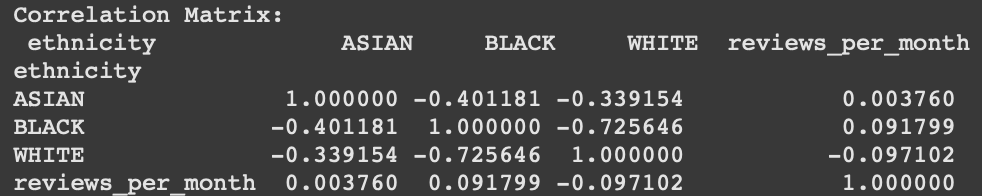 Correlation Matrix:
ethnicity ASIAN BLACK WHITE reviews_per_month
ethnicity
ASIAN 1.000000 -0.401181 -0.339154 0.003760
BLACK -0.401181 1.000000 -0.725646 0.091799
WHITE -0.339154 -0.725646 1.000000 -0.097102
reviews_per_month 0.003760 0.091799 -0.097102 1.000000